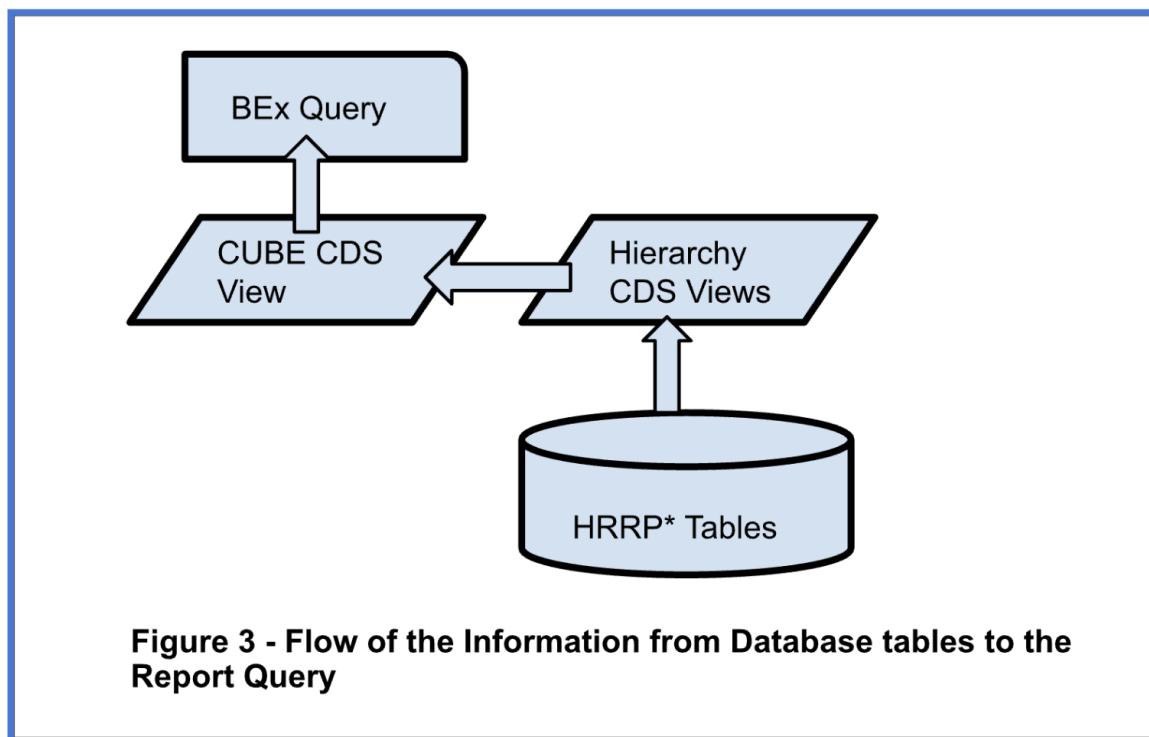 BEx Query
CUBE CDS
View
Hierarchy
CDS Views
HRRP* Tables
Figure 3 - Flow of the Information from Database tables to the
Report Query